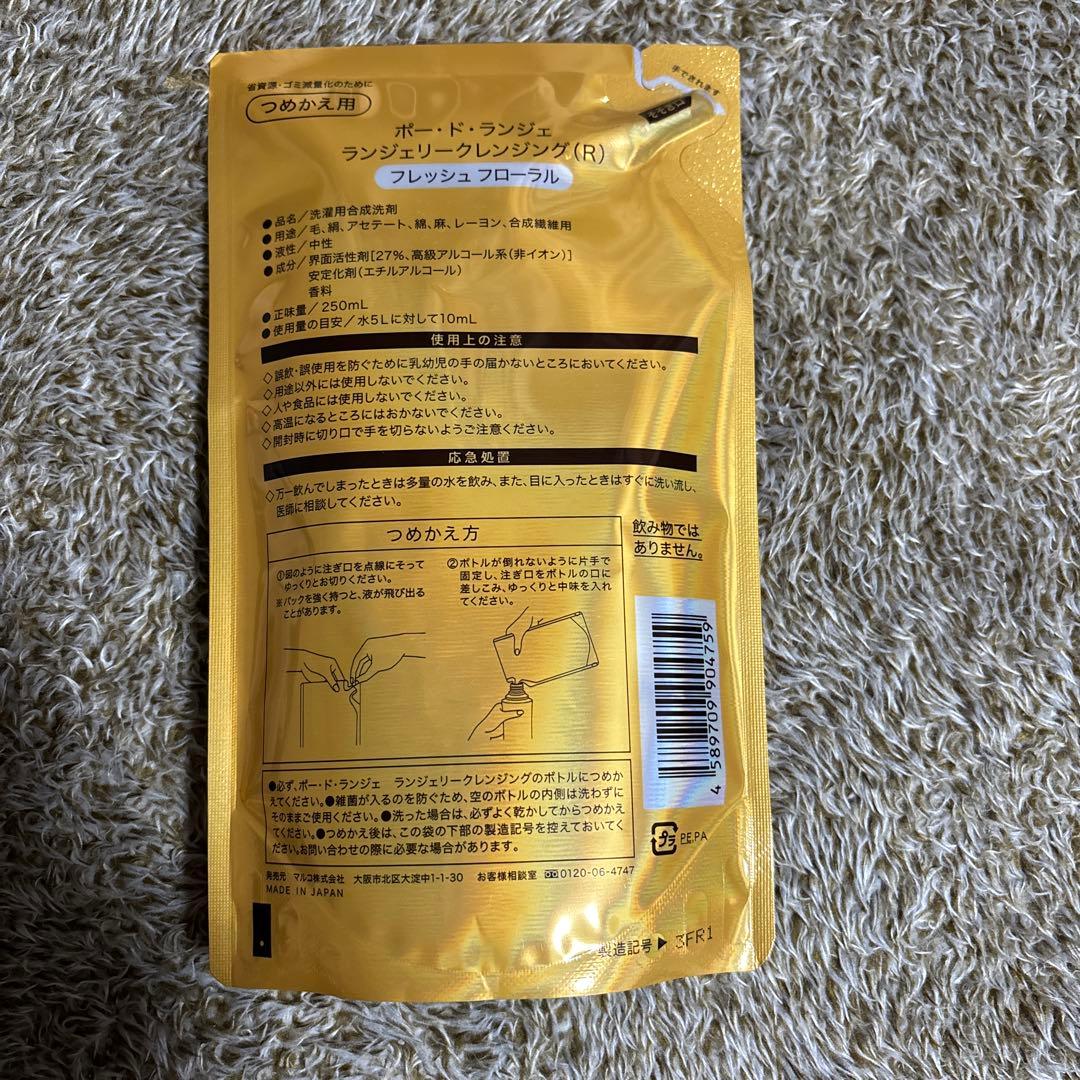 省資源・ゴミ減量化のために
つめかえ用
手できれます
そそぎ口
ポー・ド・ランジェ
ランジェリークレンジング(R)
フレッシュ フローラル
●品名/洗濯用合成洗剤
●用途/毛、絹、アセテート、綿、麻、レーヨン、合成繊維用
●液性/中性
●成分/界面活性剤[27%、高級アルコール系(非イオン)]
安定化剤(エチルアルコール)
香料
●正味量/250mL
●使用量の目安/水5Lに対して10mL
使用上の注意
◇誤飲・誤使用を防ぐために乳幼児の手の届かないところにおいてください。
◇用途以外には使用しないでください。
◇人や食品には使用しないでください。
◇高温になるところにはおかないでください。
◇開封時に切り口で手を切らないようご注意ください。
応急処置
◇万一飲んでしまったときは多量の水を飲み、また、目に入ったときはすぐに洗い流し、
医師に相談してください。
つめかえ方
①図のように注ぎ口を点線にそって
ゆっくりとお切りください。
※パックを強く持つと、液が飛び出る
ことがあります。
②ボトルが倒れないように片手で
固定し、注ぎ口をボトルの口に
差しこみ、ゆっくりと中味を入れ
てください。
飲み物では
ありません。
4 589709 904759
●必ず、ポー・ド・ランジェ ランジェリークレンジングのボトルにつめか
えてください。●雑菌が入るのを防ぐため、空のボトルの内側は洗わずに
そのままご使用ください。●洗った場合は、必ずよく乾かしてからつめかえ
てください。●つめかえ後は、この袋の下部の製造記号を控えておいてく
ださい。お問い合わせの際に必要な場合があります。
プラ PE,PA
発売元 マルコ株式会社 大阪市北区大淀中1-1-30 お客様相談室 0120-06-4747
MADE IN JAPAN
製造記号▶ 3FR1